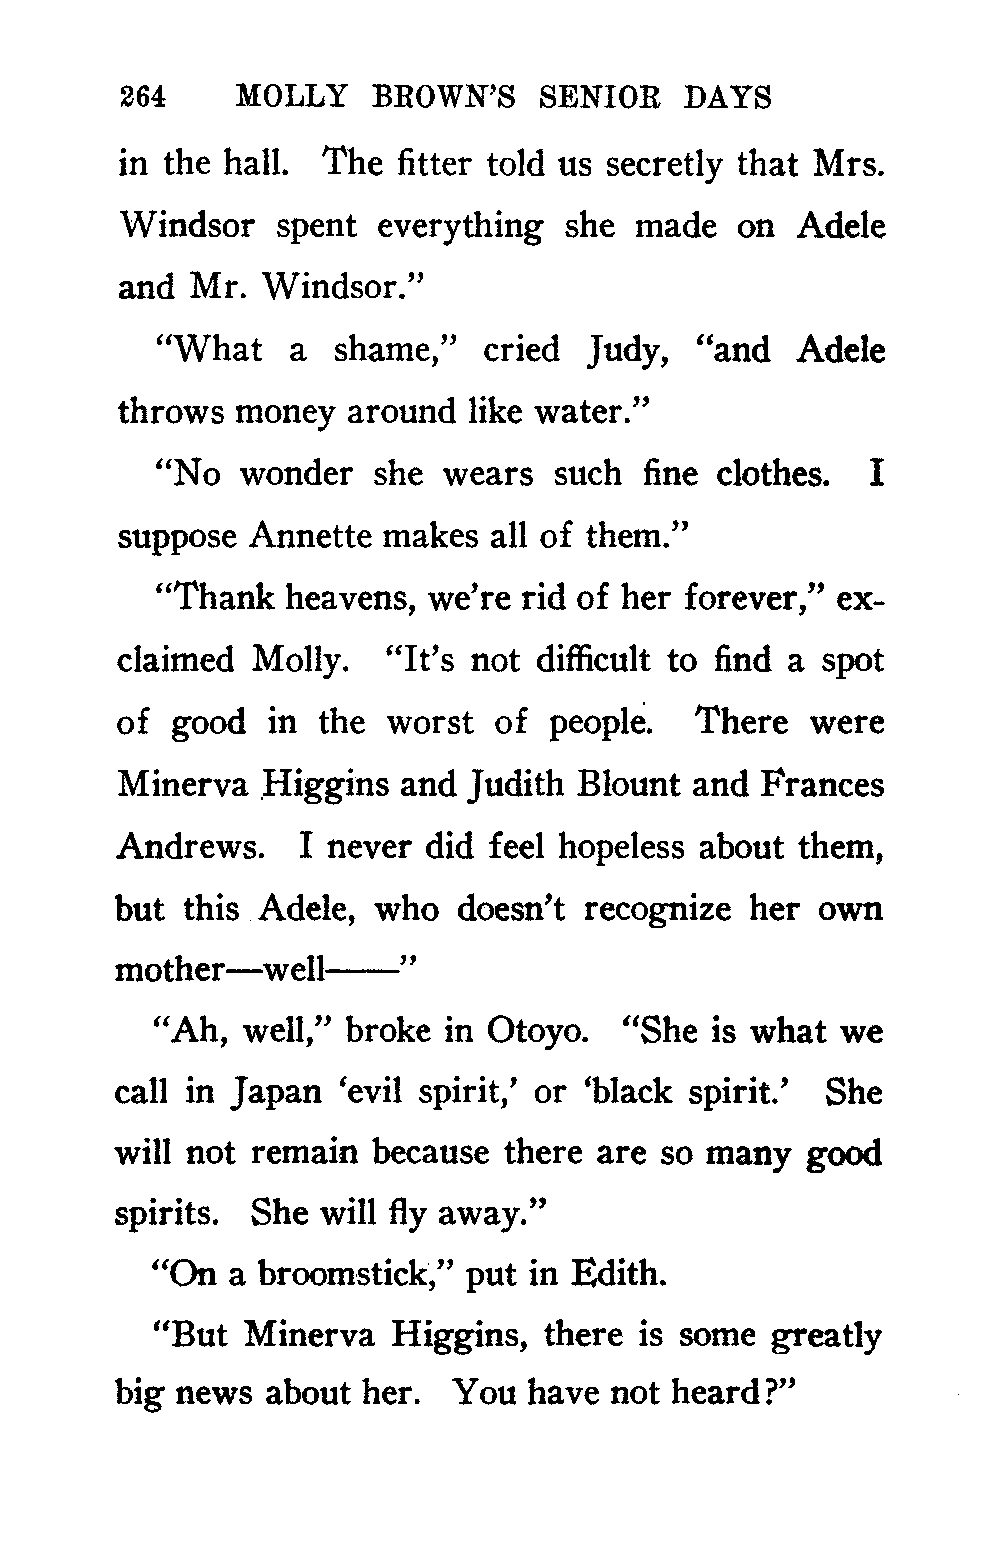 264 MOLLY BROWN'S SENIOR DAYS
in the hall. The fitter told us secretly that Mrs.
Windsor spent everything she made on Adele
and Mr. Windsor."
"What a shame," cried Judy, "and Adele
throws money around like water."
"No wonder she wears such fine clothes. I
suppose Annette makes all of them."
"Thank heavens, we're rid of her forever," ex-
claimed Molly. "It's not difficult to find a spot
of good in the worst of people. There were
Minerva Higgins and Judith Blount and Frances
Andrews. I never did feel hopeless about them,
but this Adele, who doesn't recognize her own
mother—well——"
"Ah, well," broke in Otoyo. "She is what we
call in Japan 'evil spirit,' or 'black spirit.' She
will not remain because there are so many good
spirits. She will fly away."
"On a broomstick," put in Edith.
"But Minerva Higgins, there is some greatly
big news about her. You have not heard?"